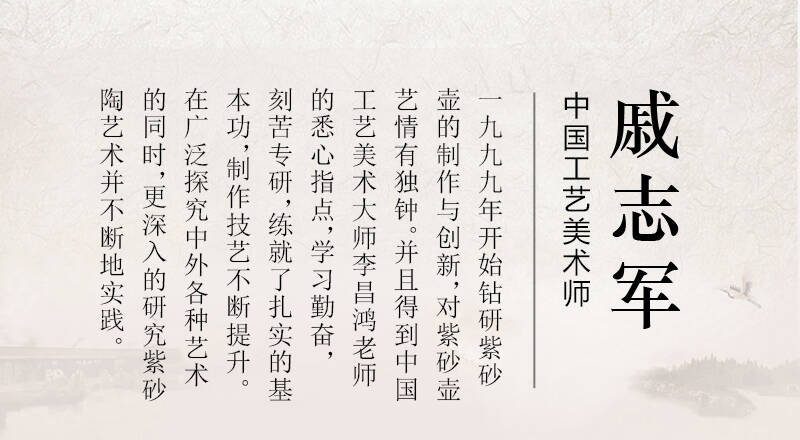 戚志军
中国工艺美术师
一九九九年开始钻研紫砂
壶的制作与创新，对紫砂壶
艺情有独钟。并且得到中国
工艺美术大师李昌鸿老师
的悉心指点，学习勤奋，
刻苦专研，练就了扎实的基
本功，制作技艺不断提升。
在广泛探究中外各种艺术
的同时，更深入的研究紫砂
陶艺术并不断地实践。